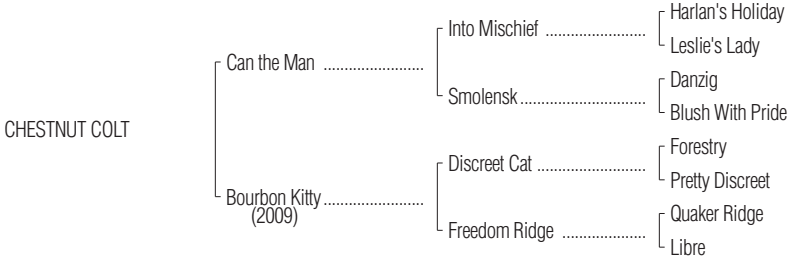 Harlan's Holiday
Into Mischief ........................
Leslie's Lady
Can the Man ........................
Danzig
Smolensk..............................
Blush With Pride
CHESTNUT COLT
Forestry
Discreet Cat ..........................
Pretty Discreet
Bourbon Kitty........................
(2009)
Quaker Ridge
Freedom Ridge ....................
Libre